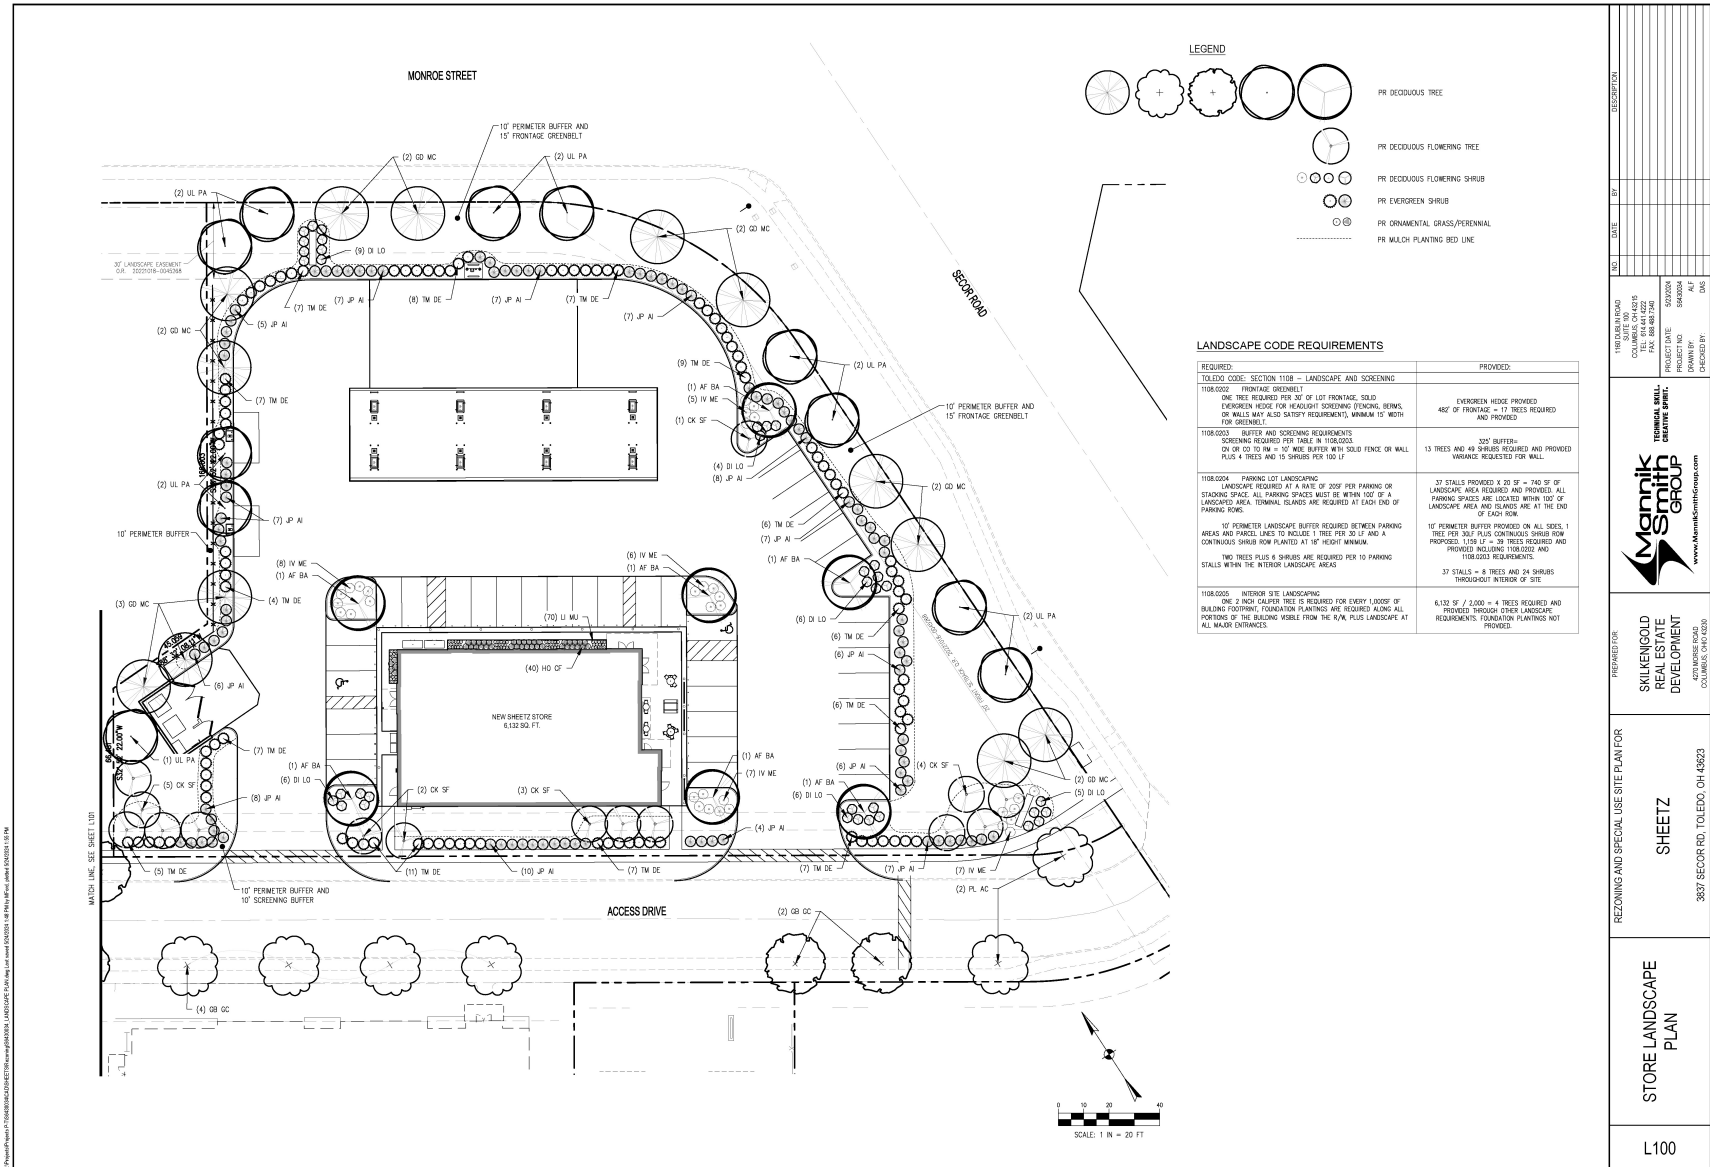 MONROE STREET
10' PERIMETER BUFFER AND
15' FRONTAGE GREENBELT
(2) GD MC
(2) UL PA
(2) UL PA
(2) GD MC
(9) DI LO
30' LANDSCAPE EASEMENT
O.R. 20221018-0045268
(7) TM DE
(7) JP AI
(8) TM DE
(7) JP AI
(7) TM DE
(7) JP AI
(5) JP AI
(2) GD MC
SECOR ROAD
(9) TM DE
(2) UL PA
(1) AF BA
(5) IV ME
(1) CK SF
(7) TM DE
10' PERIMETER BUFFER AND
15' FRONTAGE GREENBELT
(4) DI LO
(8) JP AI
(2) UL PA
(2) GD MC
(7) JP AI
10' PERIMETER BUFFER
(6) TM DE
(7) JP AI
(8) IV ME
(1) AF BA
(6) IV ME
(1) AF BA
(1) AF BA
(4) TM DE
(3) GD MC
(70) LI MU
(6) DI LO
(2) UL PA
(6) TM DE
(40) HO CF
(6) JP AI
(6) JP AI
NEW SHEETZ STORE
6,132 SQ. FT.
(6) TM DE
(7) TM DE
(1) UL PA
(1) AF BA
(6) DI LO
(1) AF BA
(7) IV ME
(6) JP AI
(4) CK SF
(2) GD MC
(5) CK SF
(2) CK SF
(3) CK SF
(1) AF BA
(6) DI LO
(5) DI LO
(8) JP AI
(4) JP AI
(5) TM DE
(11) TM DE
(10) JP AI
(7) TM DE
(7) TM DE
(7) JP AI
(7) IV ME
10' PERIMETER BUFFER AND
10' SCREENING BUFFER
(2) PL AC
ACCESS DRIVE
(2) GB GC
(4) GB GC
MATCH LINE, SEE SHEET L101
0 10 20 40
SCALE: 1 IN = 20 FT
LEGEND
PR DECIDUOUS TREE
PR DECIDUOUS FLOWERING TREE
PR DECIDUOUS FLOWERING SHRUB
PR EVERGREEN SHRUB
PR ORNAMENTAL GRASS/PERENNIAL
PR MULCH PLANTING BED LINE
LANDSCAPE CODE REQUIREMENTS
REQUIRED: PROVIDED:
TOLEDO CODE: SECTION 1108 - LANDSCAPE AND SCREENING
1108.0202 FRONTAGE GREENBELT
ONE TREE REQUIRED PER 30' OF LOT FRONTAGE, SOLID
EVERGREEN HEDGE FOR HEADLIGHT SCREENING (FENCING, BERMS,
OR WALLS MAY ALSO SATISFY REQUIREMENT), MINIMUM 15' WIDTH
FOR GREENBELT.
EVERGREEN HEDGE PROVIDED
482' OF FRONTAGE = 17 TREES REQUIRED
AND PROVIDED
1108.0203 BUFFER AND SCREENING REQUIREMENTS
SCREENING REQUIRED PER TABLE IN 1108.0203.
CN OR CO TO RM = 10' WIDE BUFFER WITH SOLID FENCE OR WALL
PLUS 4 TREES AND 15 SHRUBS PER 100 LF
325' BUFFER=
13 TREES AND 49 SHRUBS REQUIRED AND PROVIDED
VARIANCE REQUESTED FOR WALL.
1108.0204 PARKING LOT LANDSCAPING
LANDSCAPE REQUIRED AT A RATE OF 20SF PER PARKING OR
STACKING SPACE. ALL PARKING SPACES MUST BE WITHIN 100' OF A
LANSCAPED AREA. TERMINAL ISLANDS ARE REQUIRED AT EACH END OF
PARKING ROWS.
10' PERIMETER LANDSCAPE BUFFER REQUIRED BETWEEN PARKING
AREAS AND PARCEL LINES TO INCLUDE 1 TREE PER 30 LF AND A
CONTINUOUS SHRUB ROW PLANTED AT 18" HEIGHT MINIMUM.
TWO TREES PLUS 6 SHRUBS ARE REQUIRED PER 10 PARKING
STALLS WITHIN THE INTERIOR LANDSCAPE AREAS
37 STALLS PROVIDED X 20 SF = 740 SF OF
LANDSCAPE AREA REQUIRED AND PROVIDED. ALL
PARKING SPACES ARE LOCATED WITHIN 100' OF
LANDSCAPE AREA AND ISLANDS ARE AT THE END
OF EACH ROW.
10' PERIMETER BUFFER PROVIDED ON ALL SIDES, 1
TREE PER 30LF PLUS CONTINUOUS SHRUB ROW
PROPOSED. 1,159 LF = 39 TREES REQUIRED AND
PROVIDED INCLUDING 1108.0202 AND
1108.0203 REQUIREMENTS.
37 STALLS = 8 TREES AND 24 SHRUBS
THROUGHOUT INTERIOR OF SITE
1108.0205 INTERIOR SITE LANDSCAPING
ONE 2 INCH CALIPER TREE IS REQUIRED FOR EVERY 1,000SF OF
BUILDING FOOTPRINT, FOUNDATION PLANTINGS ARE REQUIRED ALONG ALL
PORTIONS OF THE BUILDING VISIBLE FROM THE R/W, PLUS LANDSCAPE AT
ALL MAJOR ENTRANCES.
6,132 SF / 2,000 = 4 TREES REQUIRED AND
PROVIDED THROUGH OTHER LANDSCAPE
REQUIREMENTS. FOUNDATION PLANTINGS NOT
PROVIDED.
NO. DATE BY DESCRIPTION
1160 DUBLIN ROAD
SUITE 100
COLUMBUS, OH 43215
TEL: 614.441.4222
FAX: 888.488.7340
PROJECT DATE: 5/23/2024
PROJECT NO: S6430034
DRAWN BY: ALF
CHECKED BY: DAS
TECHNICAL SKILL.
CREATIVE SPIRIT.
Mannik
Smith
GROUP
www.MannikSmithGroup.com
PREPARED FOR:
SKILKEN|GOLD
REAL ESTATE
DEVELOPMENT
4270 MORSE ROAD
COLUMBUS, OHIO 43230
REZONING AND SPECIAL USE SITE PLAN FOR
SHEETZ
3837 SECOR RD, TOLEDO, OH 43623
STORE LANDSCAPE
PLAN
L100